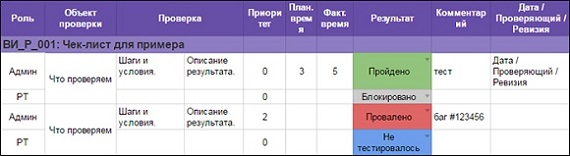 Роль Объект проверки Проверка Приоритет План. время Факт. время Результат Комментарий Дата / Проверяющий / Ревизия
ВИ_Р_001: Чек-лист для примера
Админ Что проверяем Шаги и условия. Описание результата. 0 3 5 Пройдено тест Дата / Проверяющий / Ревизия
РТ 0 Блокировано
Админ Что проверяем Шаги и условия. Описание результата. 2 Провалено баг #123456
РТ 0 Не тестировалось